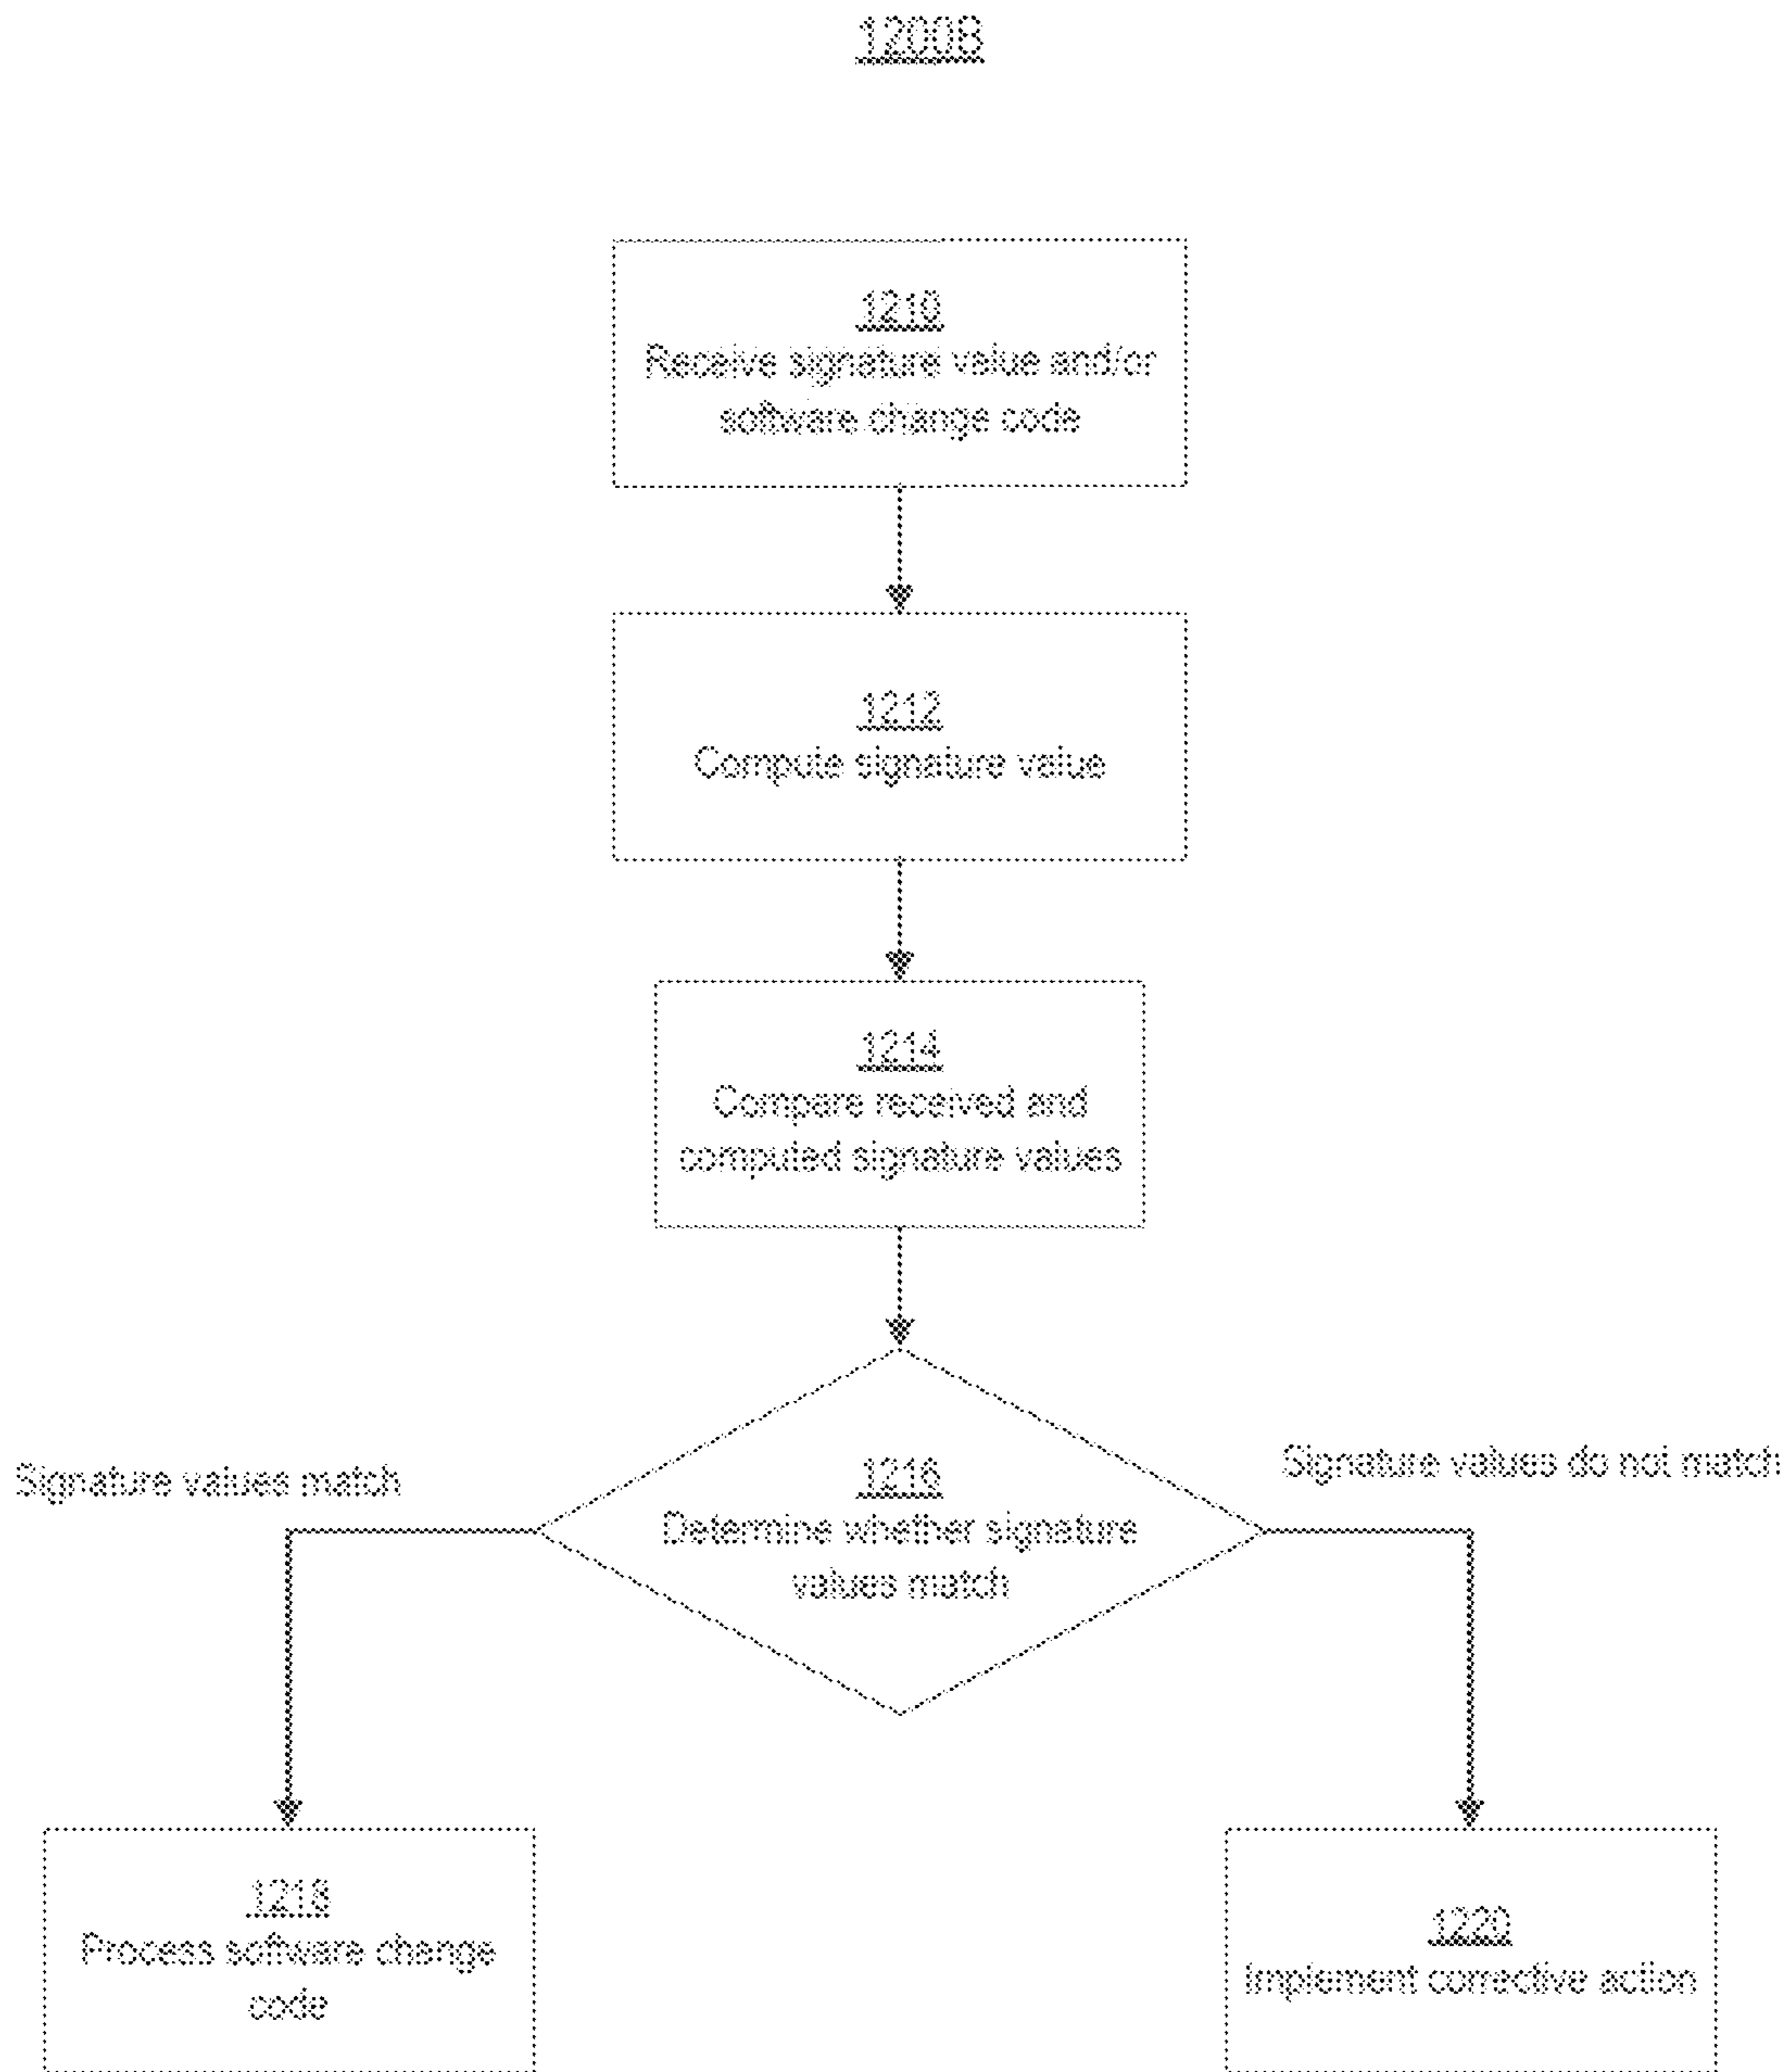 1200B
1210
Receive signature value and/or
software change code
1212
Compute signature value
1214
Compare received and
computed signature values
1216
Determine whether signature
values match
Signature values match
Signature values do not match
1218
Process software change
code
1220
Implement corrective action